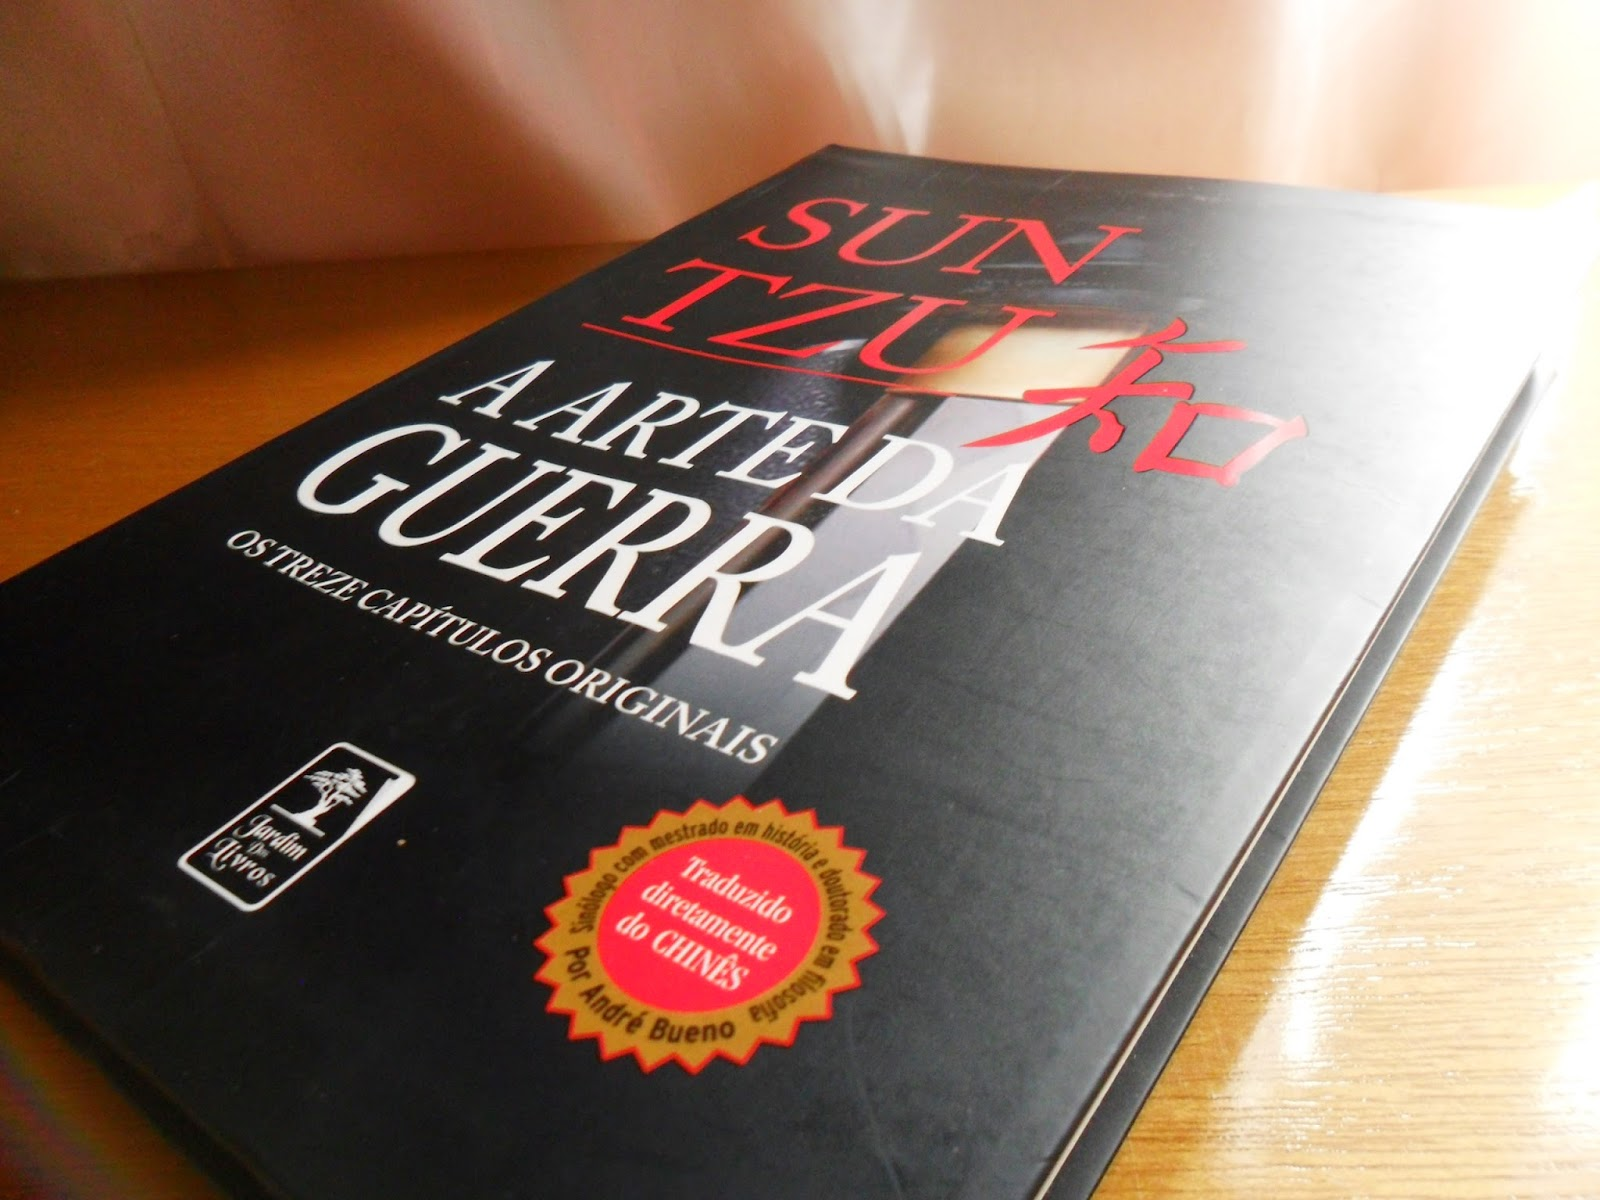 SUN
TZU
知
A ARTE DA
GUERRA
OS TREZE CAPÍTULOS ORIGINAIS
Jardim
Dos
Livros
Sinólogo com mestrado em história e doutorado em filosofia
Traduzido
diretamente
do CHINÊS
Por André Bueno